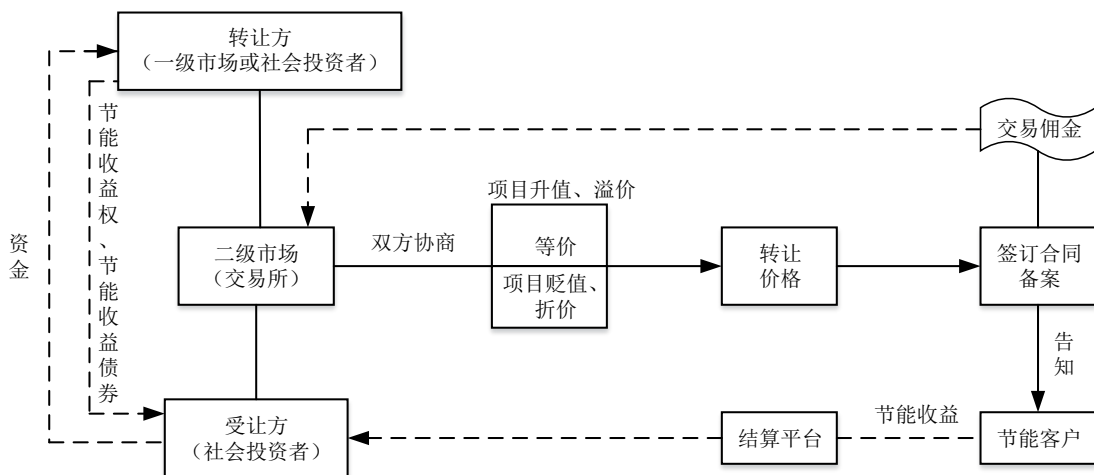 转让方
（一级市场或社会投资者）
交易佣金
节能收益权、节能收益债券
资金
项目升值、溢价
双方协商
等价
项目贬值、
折价
二级市场
（交易所）
转让
价格
签订合同
备案
告知
受让方
（社会投资者）
结算平台
节能收益
节能客户